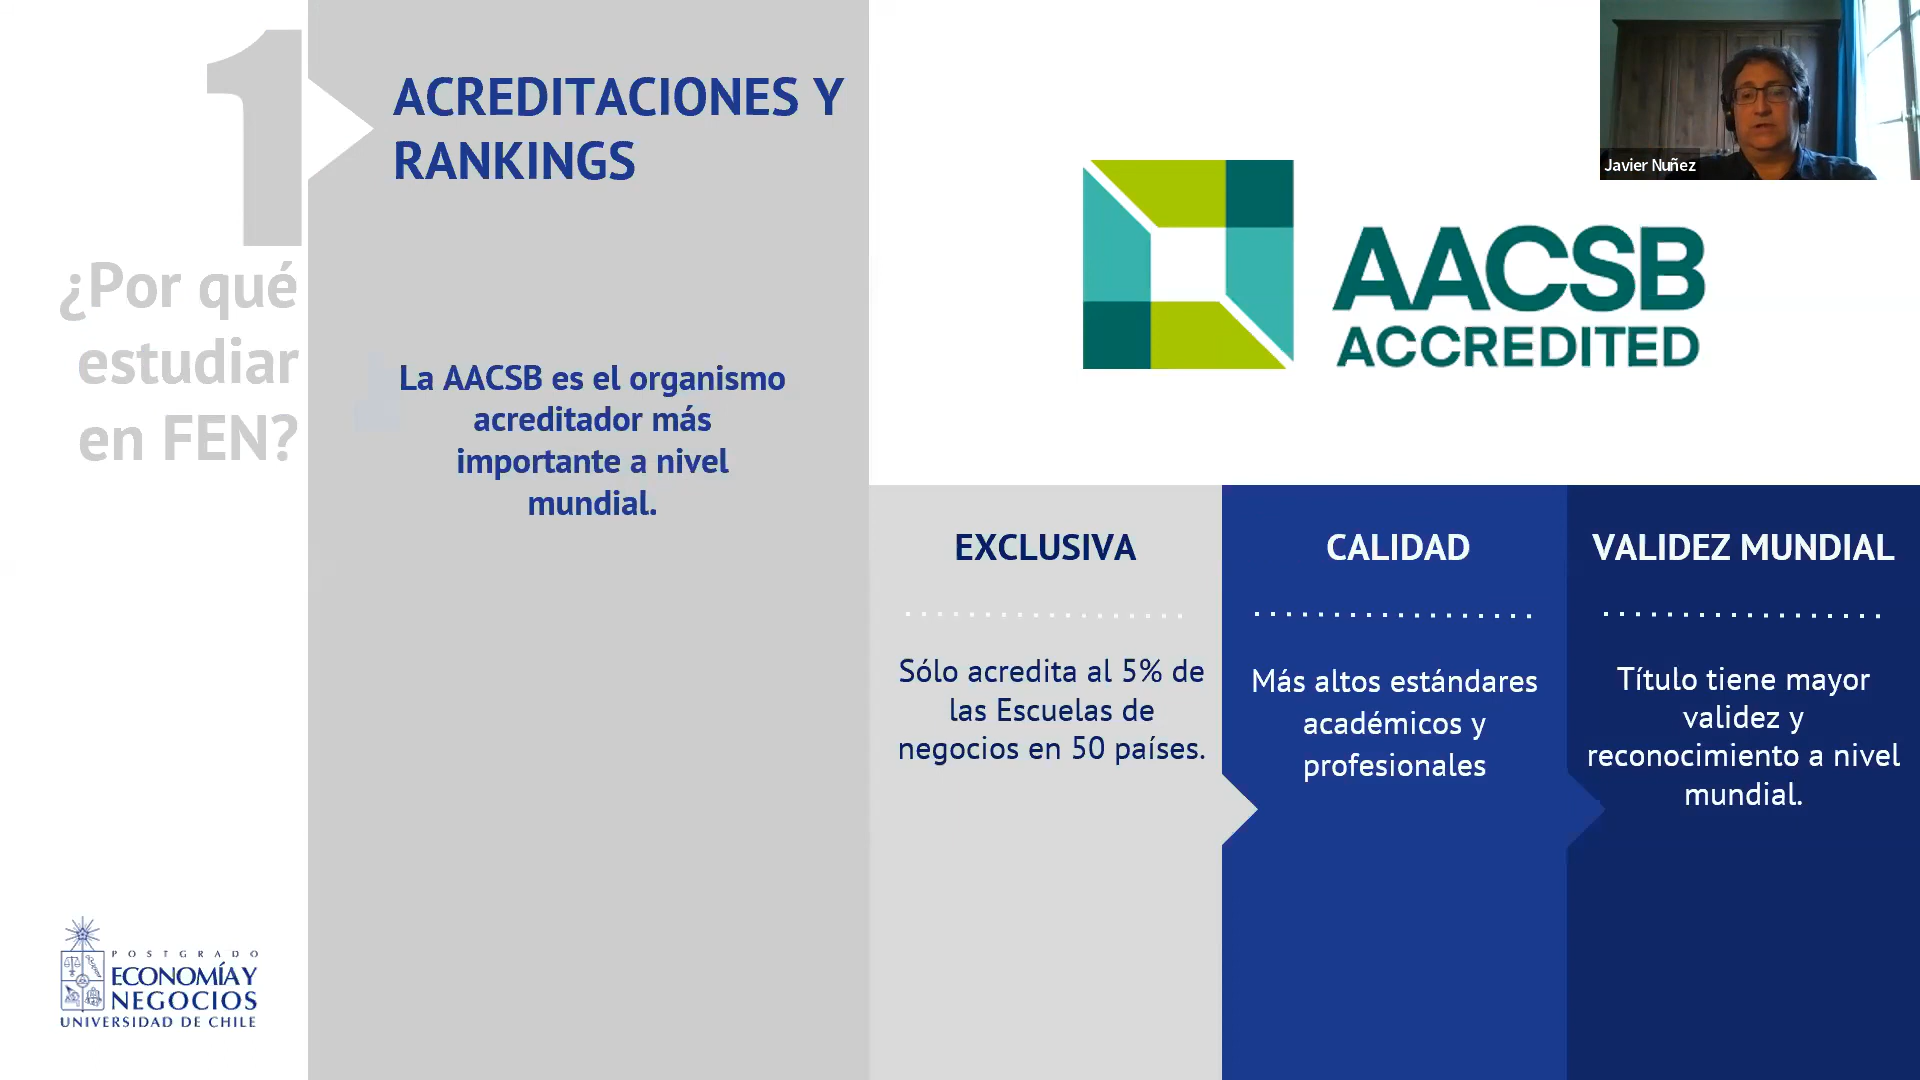 1
¿Por qué
estudiar
en FEN?
ACREDITACIONES Y
RANKINGS
La AACSB es el organismo
acreditador más
importante a nivel
mundial.
AACSB
ACCREDITED
Javier Nuñez
EXCLUSIVA
Sólo acredita al 5% de
las Escuelas de
negocios en 50 países.
CALIDAD
Más altos estándares
académicos y
profesionales
VALIDEZ MUNDIAL
Título tiene mayor
validez y
reconocimiento a nivel
mundial.
POSTGRADO
ECONOMÍA Y
NEGOCIOS
UNIVERSIDAD DE CHILE